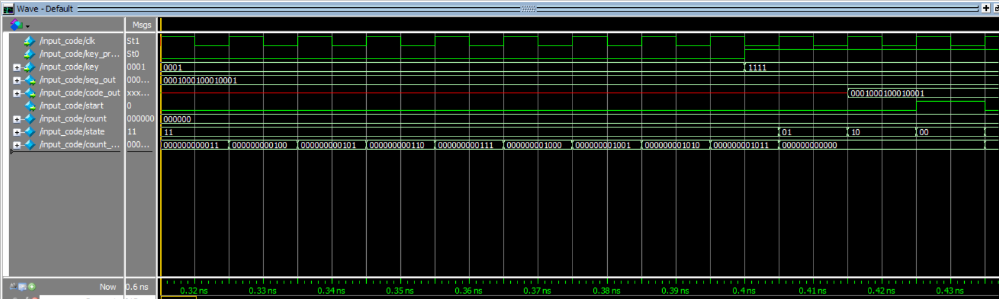 Wave - Default
Msgs
/input_code/clk St1
/input_code/key_pr... St0
/input_code/key 0001 0001 1111
/input_code/seg_out 000... 0001000100010001
/input_code/code_out xxx... 0001000100010001
/input_code/start 0
/input_code/count 000000 000000
/input_code/state 11 11 01 10 00
/input_code/count_... 000... 000000000011 000000000100 000000000101 000000000110 000000000111 000000001000 000000001001 000000001010 000000001011 000000000000
Now 0.6 ns 0.32 ns 0.33 ns 0.34 ns 0.35 ns 0.36 ns 0.37 ns 0.38 ns 0.39 ns 0.4 ns 0.41 ns 0.42 ns 0.43 ns